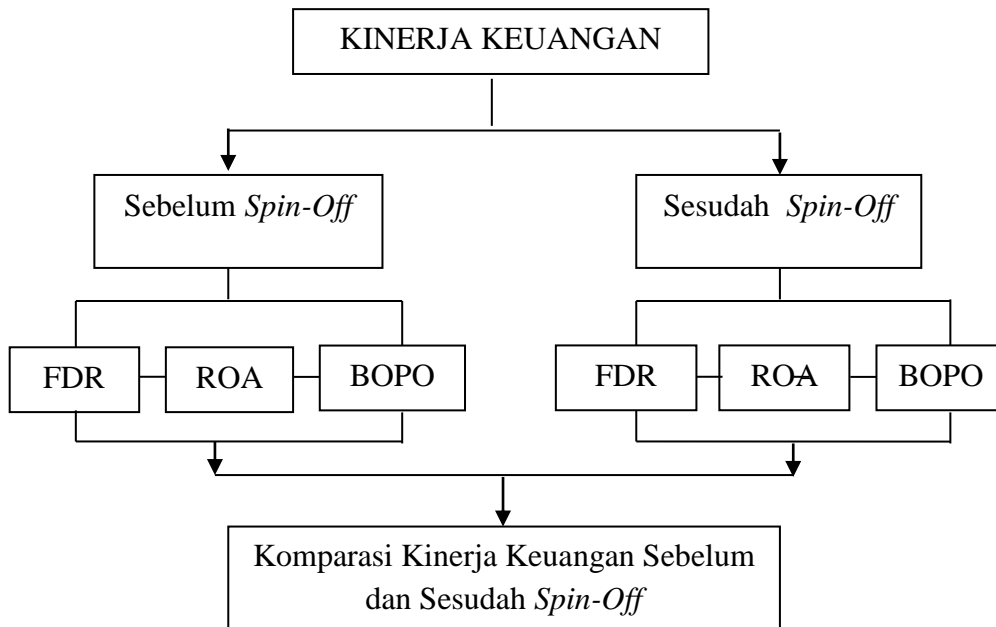 KINERJA KEUANGAN
Sebelum Spin-Off
Sesudah Spin-Off
FDR
ROA
BOPO
FDR
ROA
BOPO
Komparasi Kinerja Keuangan Sebelum
dan Sesudah Spin-Off